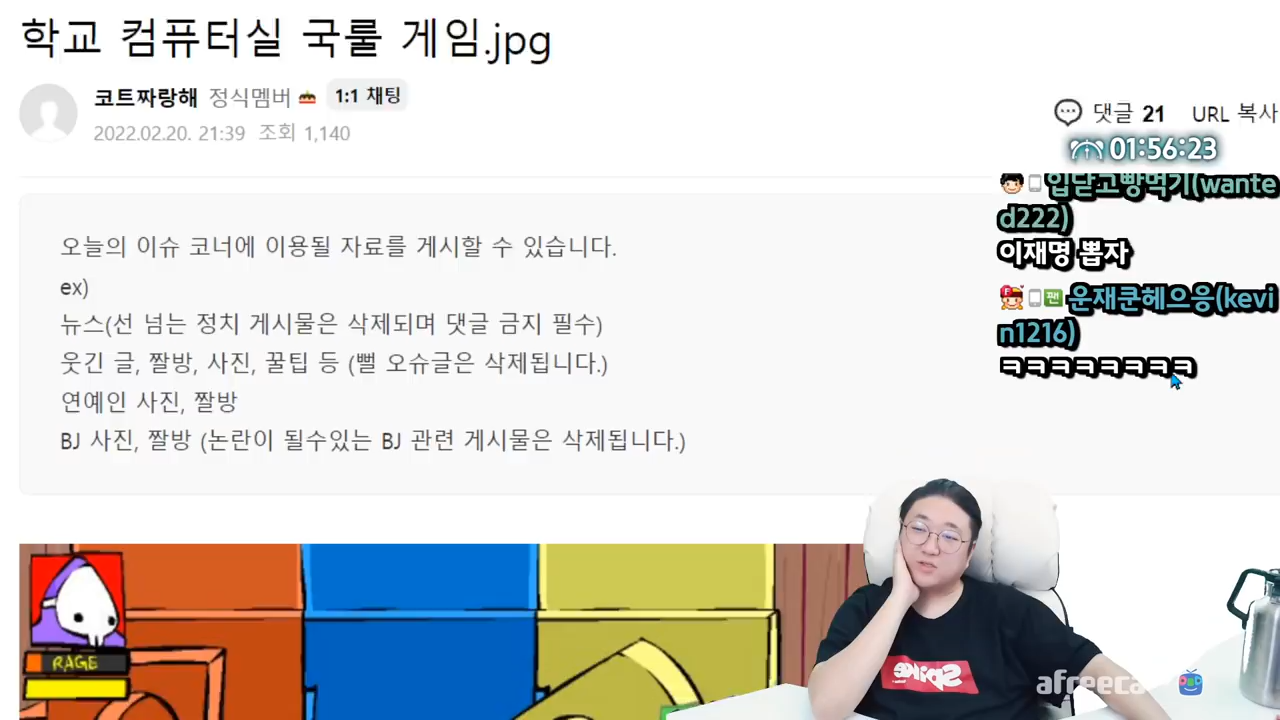 학교 컴퓨터실 국룰 게임.jpg
코트짜랑해 정식멤버 1:1 채팅
2022.02.20. 21:39 조회 1,140
댓글 21 URL 복사
01:56:23
입닫고빵먹기(wante
d222)
이재명 뽑자
F 팬 운재쿤헤으응(kevi
n1216)
ㅋㅋㅋㅋㅋㅋㅋㅋ
오늘의 이슈 코너에 이용될 자료를 게시할 수 있습니다.
ex)
뉴스(선 넘는 정치 게시물은 삭제되며 댓글 금지 필수)
웃긴 글, 짤방, 사진, 꿀팁 등 (뻘 오슈글은 삭제됩니다.)
연예인 사진, 짤방
BJ 사진, 짤방 (논란이 될수있는 BJ 관련 게시물은 삭제됩니다.)
RAGE
Spike
afreeca